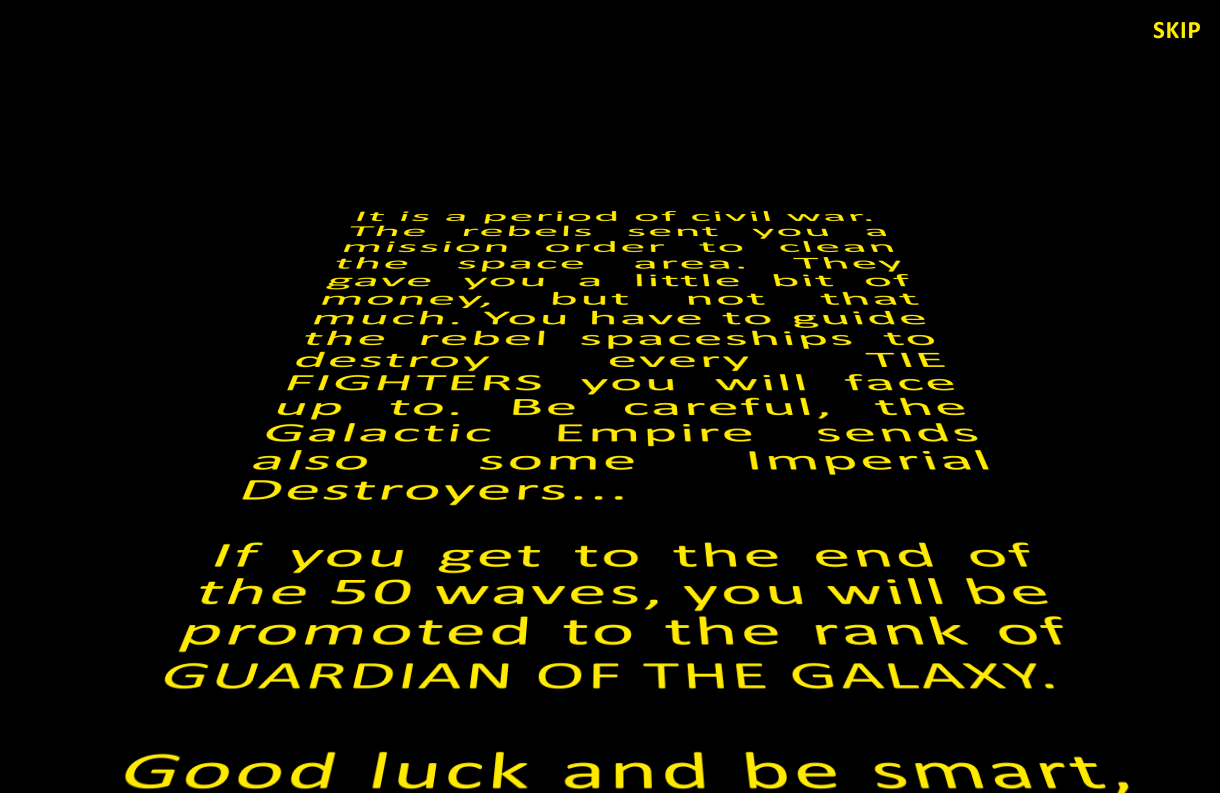 SKIP
It is a period of civil war.
The rebels sent you a
mission order to clean
the space area. They
gave you a little bit of
money, but not that
much. You have to guide
the rebel spaceships to
destroy every TIE
FIGHTERS you will face
up to. Be careful, the
Galactic Empire sends
also some Imperial
Destroyers...
If you get to the end of
the 50 waves, you will be
promoted to the rank of
GUARDIAN OF THE GALAXY.
Good luck and be smart,